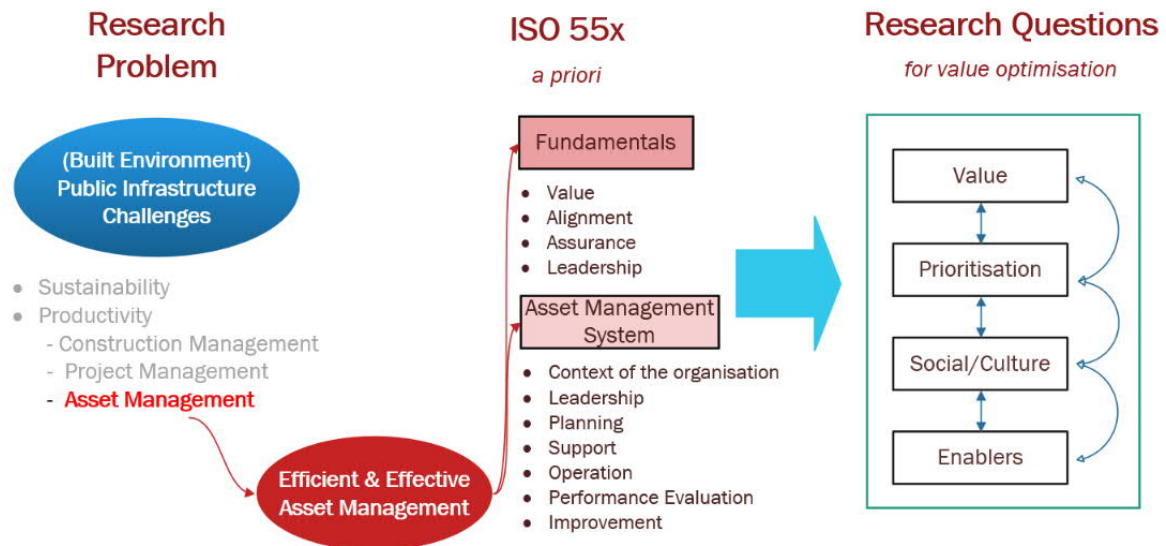 Research
Problem
(Built Environment)
Public Infrastructure
Challenges
● Sustainability
● Productivity
- Construction Management
- Project Management
- Asset Management
Efficient & Effective
Asset Management
ISO 55x
a priori
Fundamentals
● Value
● Alignment
● Assurance
● Leadership
Asset Management
System
● Context of the organisation
● Leadership
● Planning
● Support
● Operation
● Performance Evaluation
● Improvement
Research Questions
for value optimisation
Value
Prioritisation
Social/Culture
Enablers